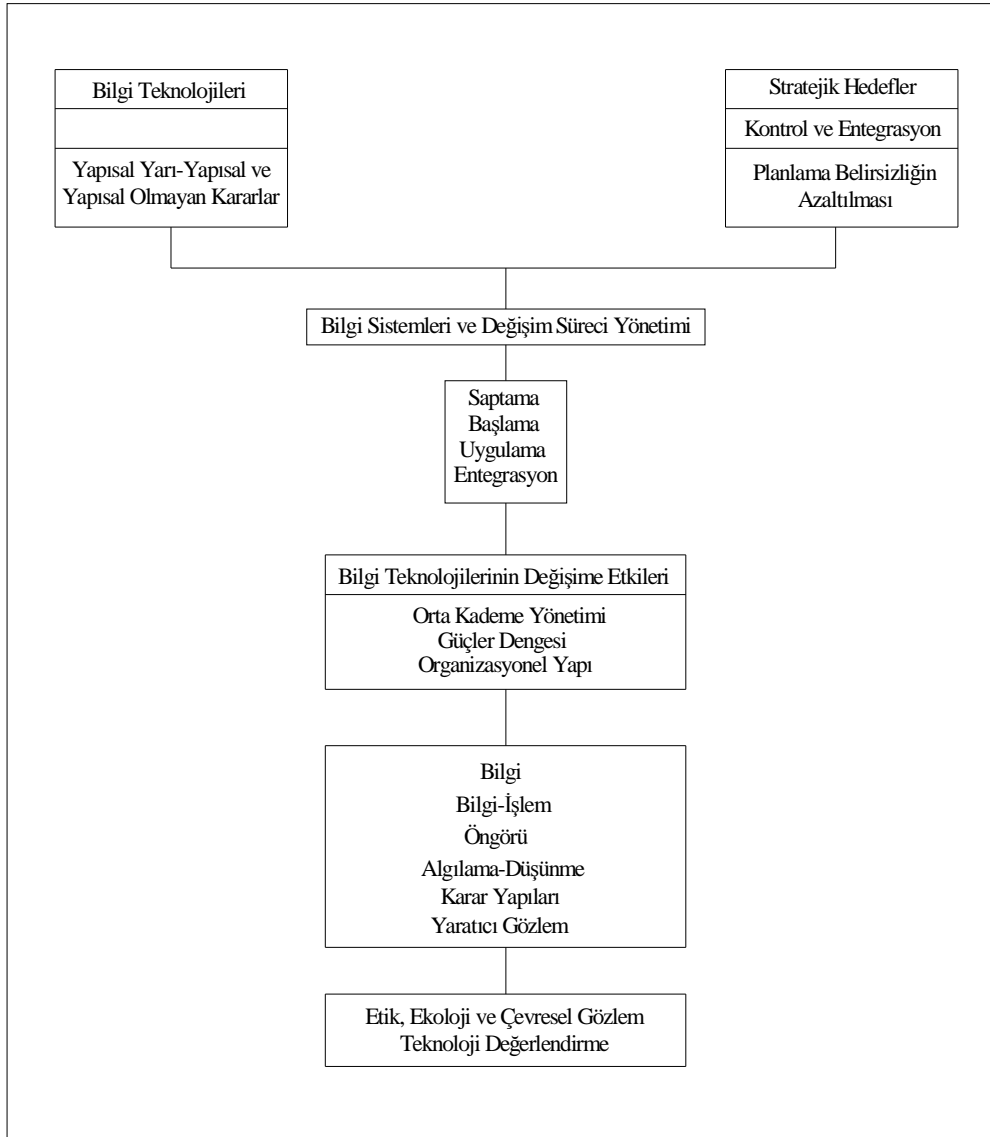 Bilgi Teknolojileri
Yapısal Yarı-Yapısal ve
Yapısal Olmayan Kararlar
Stratejik Hedefler
Kontrol ve Entegrasyon
Planlama Belirsizliğin
Azaltılması
Bilgi Sistemleri ve Değişim Süreci Yönetimi
Saptama
Başlama
Uygulama
Entegrasyon
Bilgi Teknolojilerinin Değişime Etkileri
Orta Kademe Yönetimi
Güçler Dengesi
Organizasyonel Yapı
Bilgi
Bilgi-İşlem
Öngörü
Algılama-Düşünme
Karar Yapıları
Yaratıcı Gözlem
Etik, Ekoloji ve Çevresel Gözlem
Teknoloji Değerlendirme